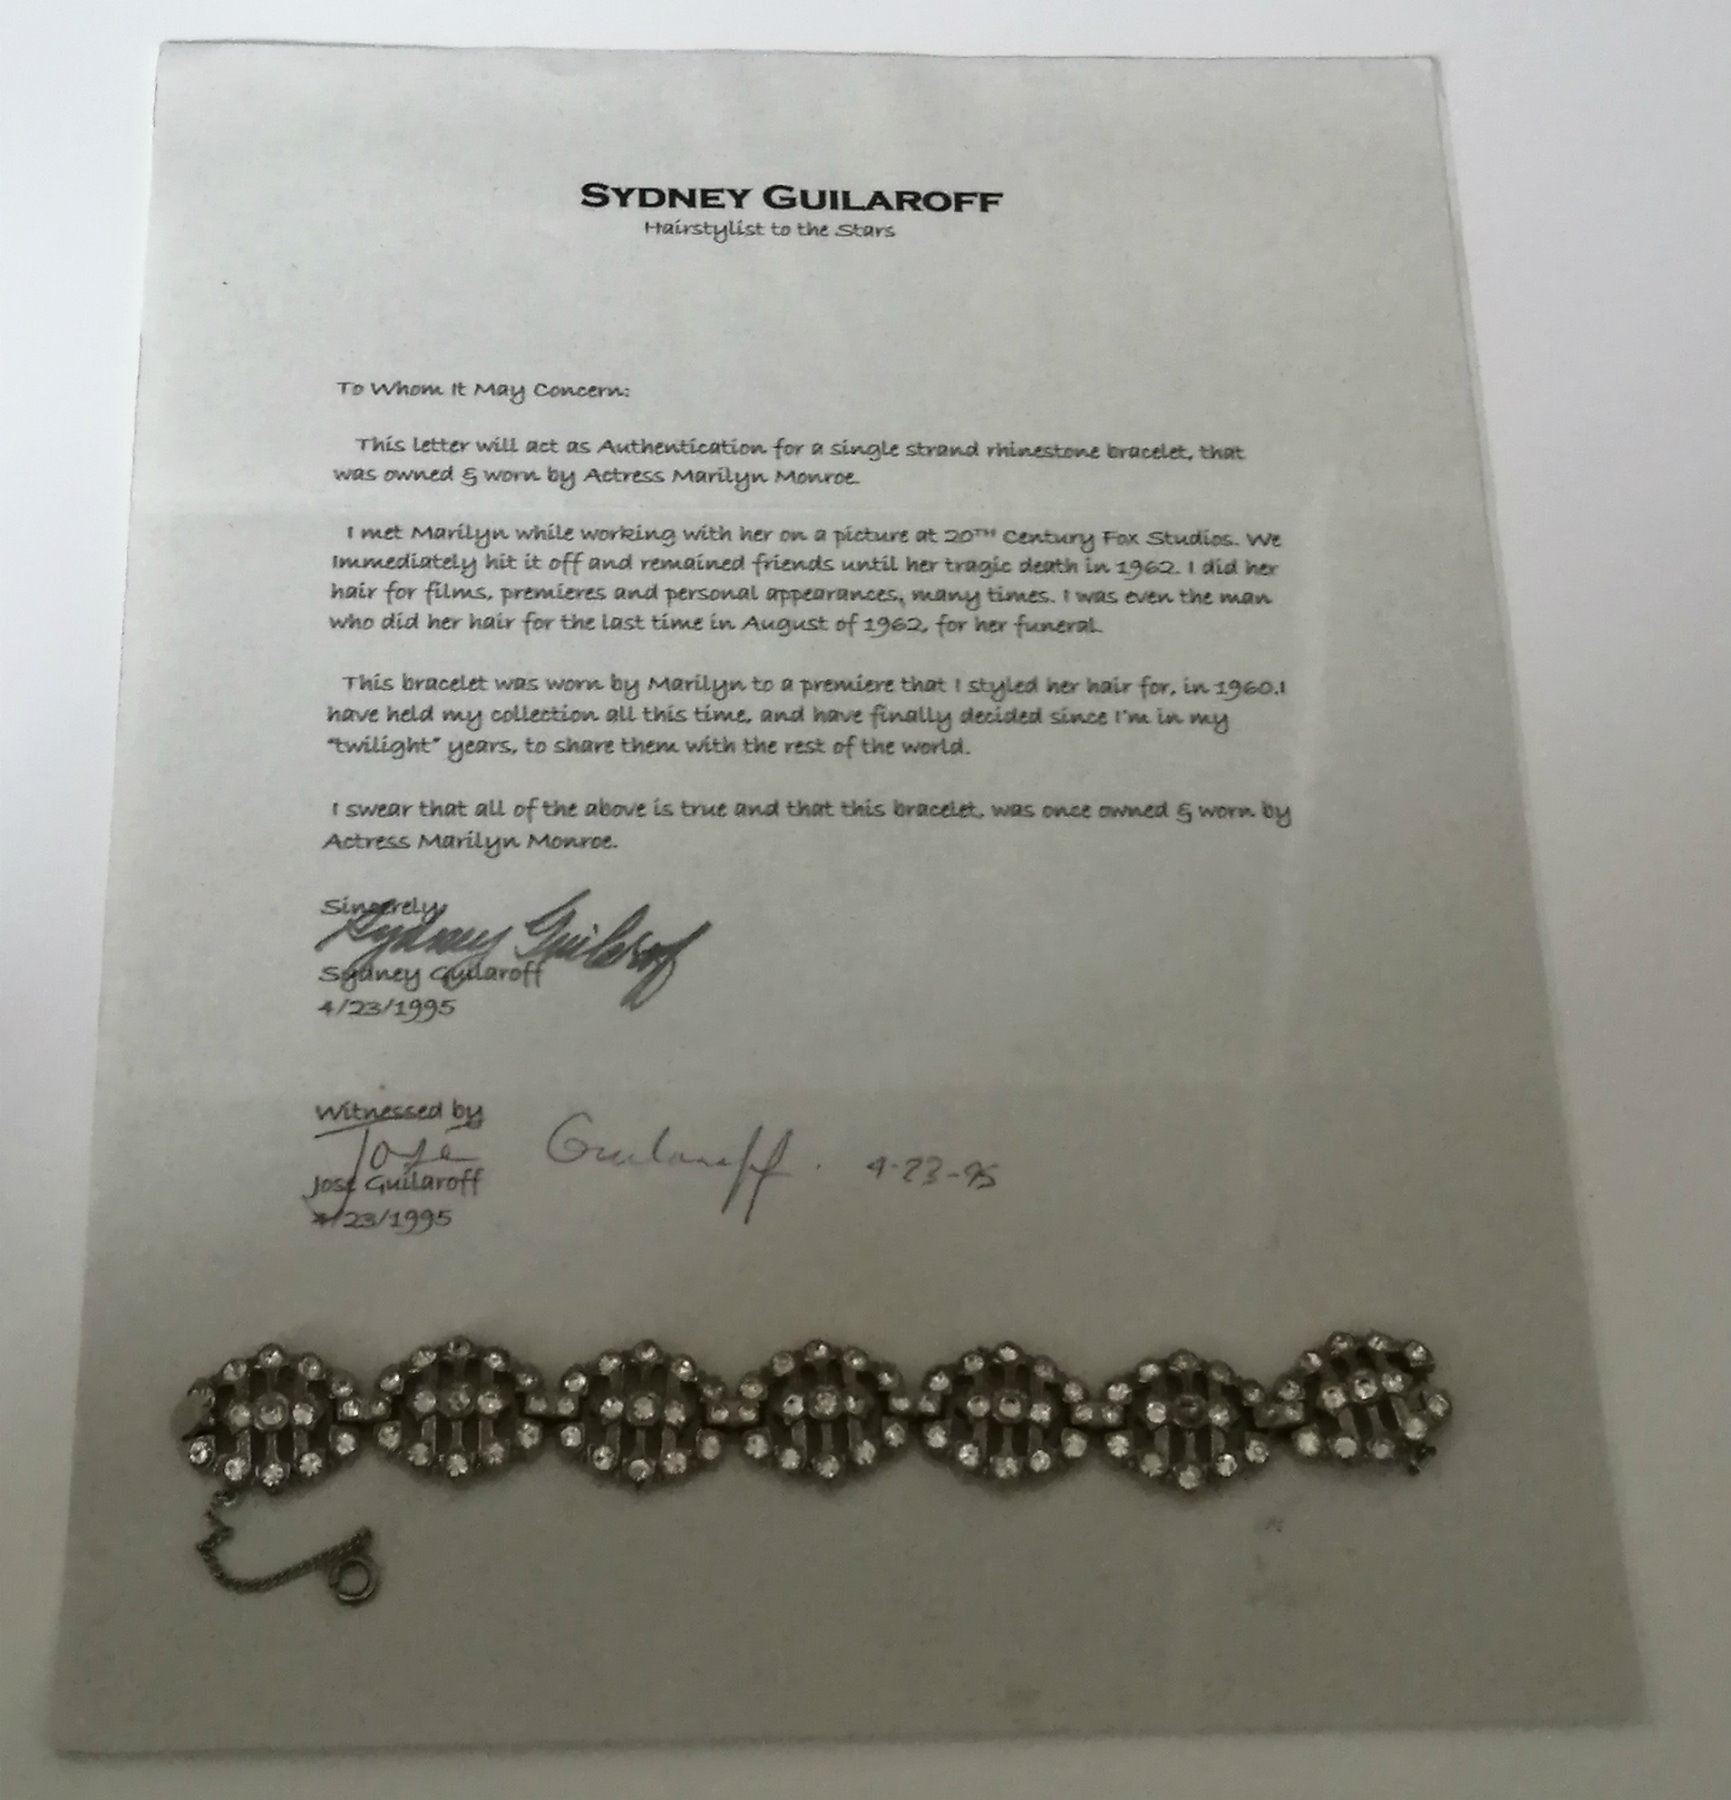 SYDNEY GUILAROFF
Hairstylist to the Stars
To Whom It May Concern:
This letter will act as Authentication for a single strand rhinestone bracelet, that
was owned & worn by Actress Marilyn Monroe.
I met Marilyn while working with her on a picture at 20TH Century Fox Studios. We
Immediately hit it off and remained friends until her tragic death in 1962. I did her
hair for films, premieres and personal appearances, many times. I was even the man
who did her hair for the last time in August of 1962, for her funeral.
This bracelet was worn by Marilyn to a premiere that I styled her hair for, in 1960.I
have held my collection all this time, and have finally decided since I'm in my
"twilight" years, to share them with the rest of the world.
I swear that all of the above is true and that this bracelet, was once owned & worn by
Actress Marilyn Monroe.
Sincerely,
Sydney Guilaroff
Sydney Guilaroff
4/23/1995
Witnessed by
Jose Guilaroff. 4-23-95
Jose Guilaroff
4/23/1995